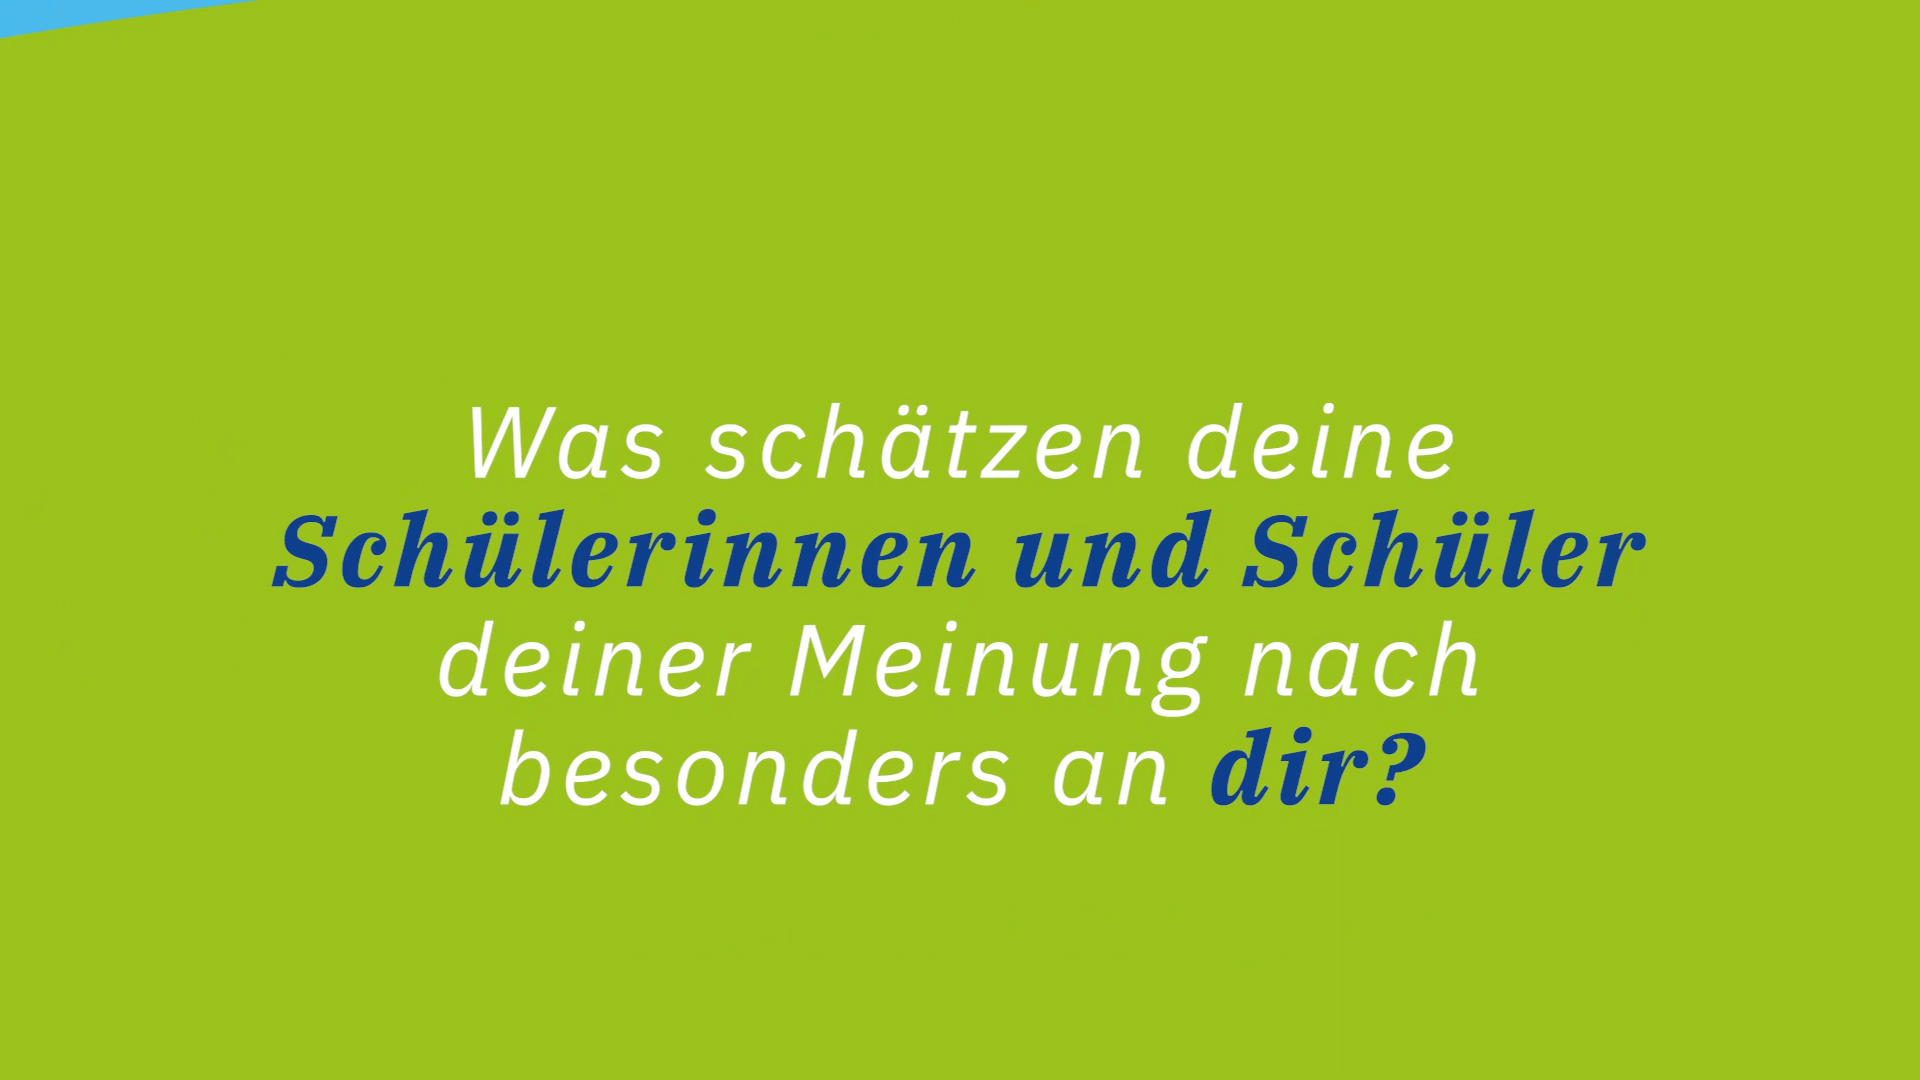 Was schätzen deine
Schülerinnen und Schüler
deiner Meinung nach
besonders an dir?